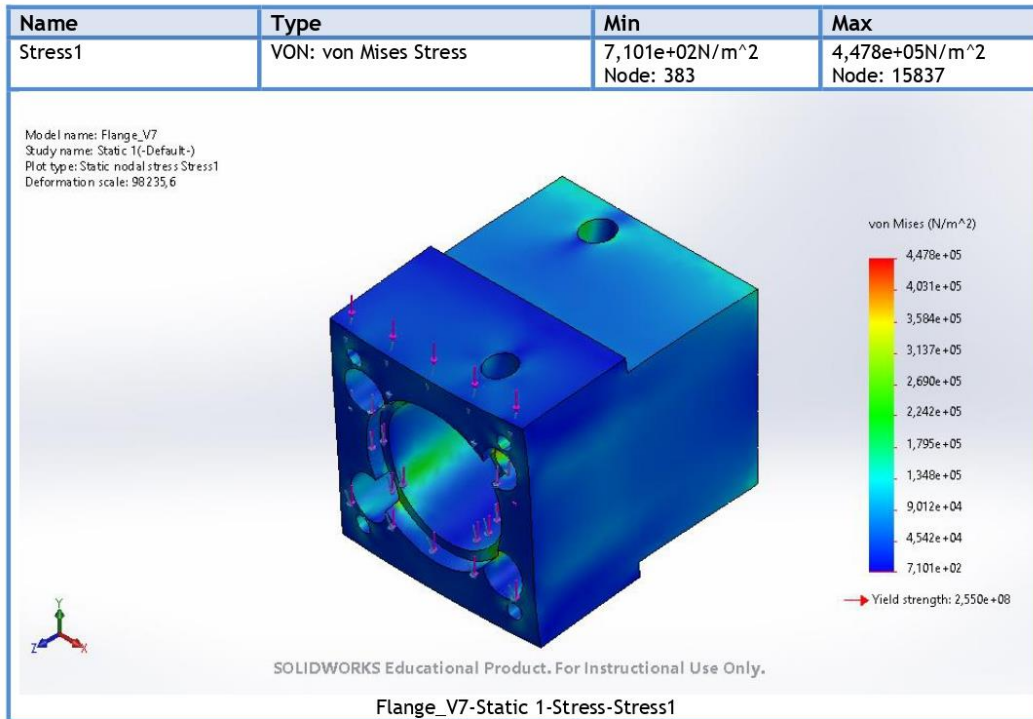 Name Type Min Max
Stress1 VON: von Mises Stress 7,101e+02N/m^2 4,478e+05N/m^2
Node: 383 Node: 15837
Model name: Flange_V7
Study name: Static 1(-Default-)
Plot type: Static nodal stress Stress1
Deformation scale: 98235,6
von Mises (N/m^2)
4,478e+05
4,031e+05
3,584e+05
3,137e+05
2,690e+05
2,242e+05
1,795e+05
1,348e+05
9,012e+04
4,542e+04
7,101e+02
Yield strength: 2,550e+08
Y
Z X
SOLIDWORKS Educational Product. For Instructional Use Only.
Flange_V7-Static 1-Stress-Stress1